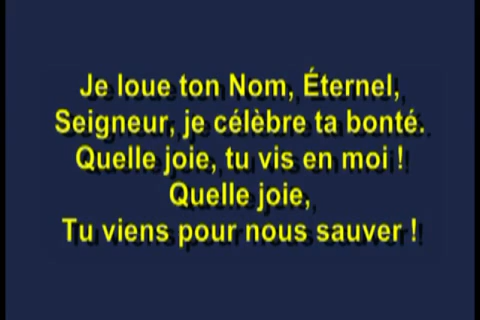 Je loue ton Nom, Éternel,
Seigneur, je célèbre ta bonté.
Quelle joie, tu vis en moi !
Quelle joie,
Tu viens pour nous sauver !